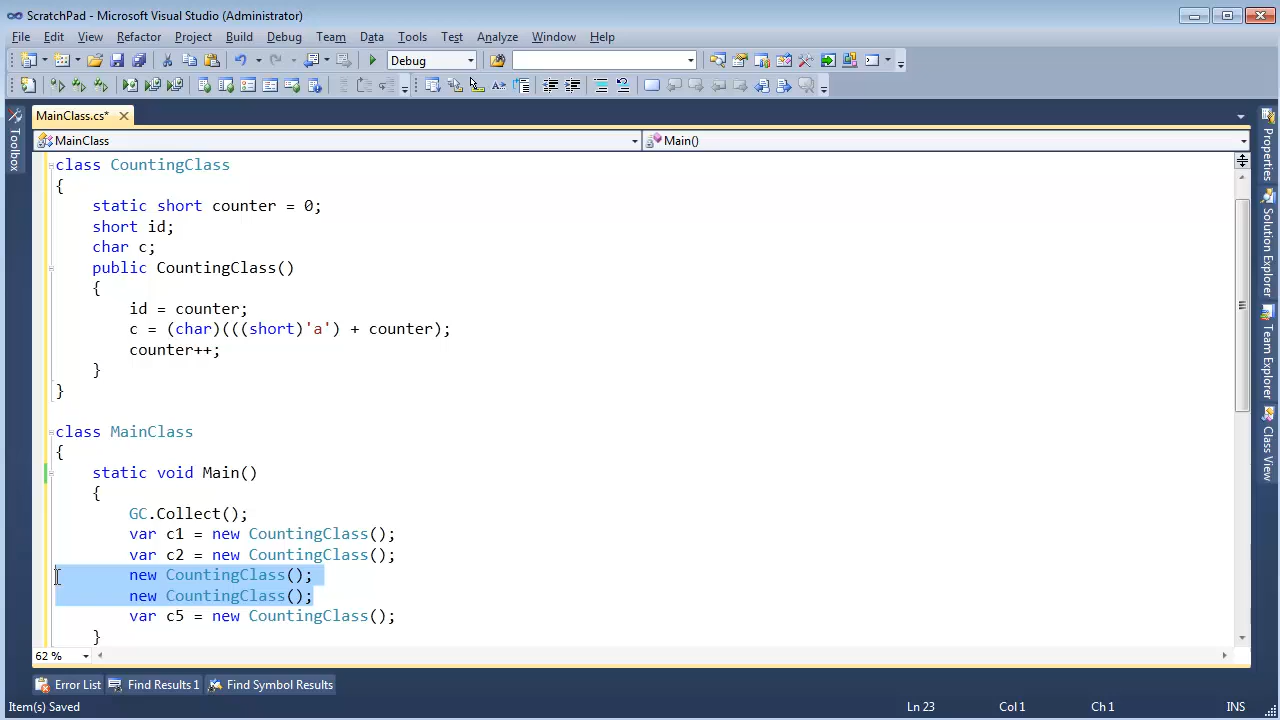 ScratchPad - Microsoft Visual Studio (Administrator)
File Edit View Refactor Project Build Debug Team Data Tools Test Analyze Window Help
Debug
MainClass.cs*
MainClass Main()
Toolbox
Properties
Solution Explorer
Team Explorer
Class View
class CountingClass
{
static short counter = 0;
short id;
char c;
public CountingClass()
{
id = counter;
c = (char)(((short)'a') + counter);
counter++;
}
}
class MainClass
{
static void Main()
{
GC.Collect();
var c1 = new CountingClass();
var c2 = new CountingClass();
new CountingClass();
new CountingClass();
var c5 = new CountingClass();
}
62 %
Error List Find Results 1 Find Symbol Results
Item(s) Saved Ln 23 Col 1 Ch 1 INS